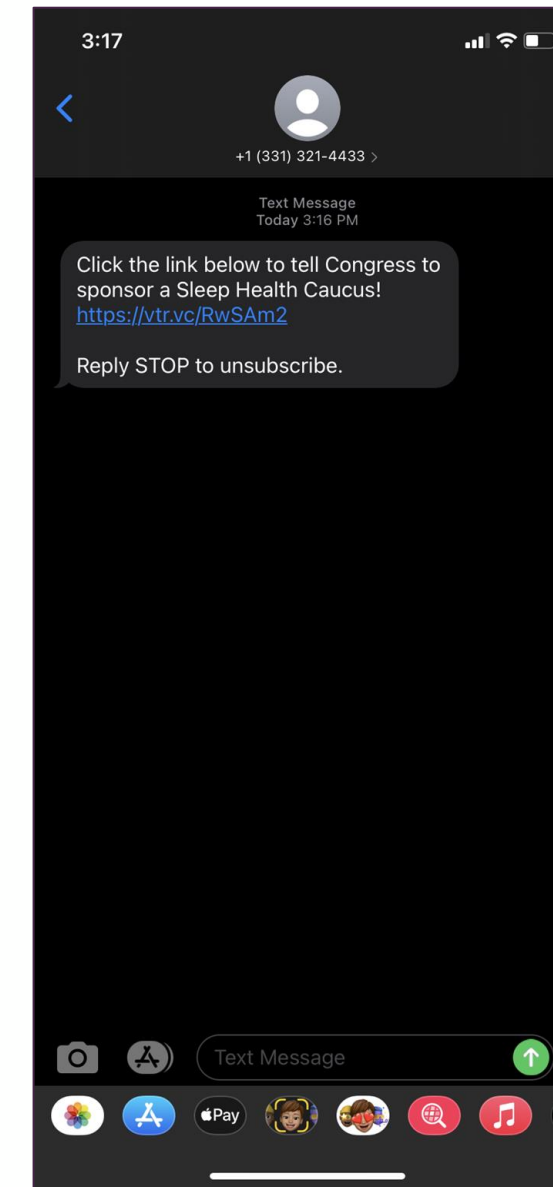 3:17
+1 (331) 321-4433 >
Text Message
Today 3:16 PM
Click the link below to tell Congress to
sponsor a Sleep Health Caucus!
https://vtr.vc/RwSAm2
Reply STOP to unsubscribe.
Text Message
Pay